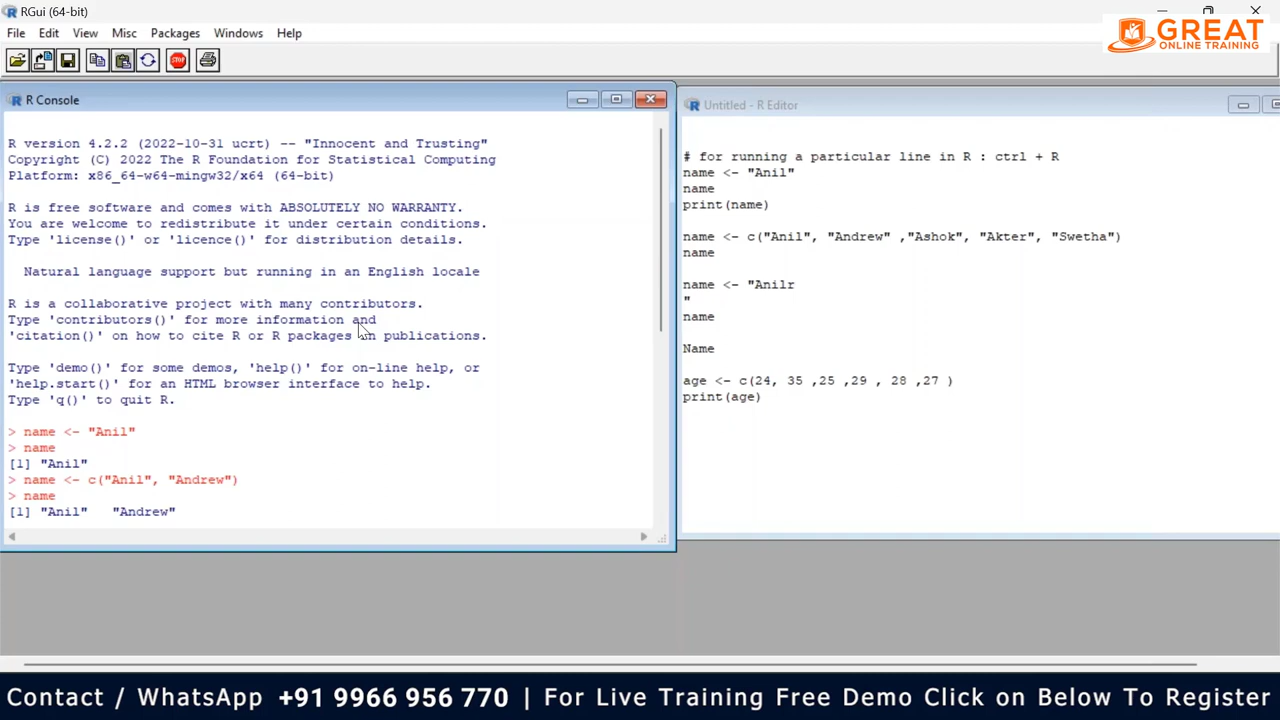 RGui (64-bit)
File Edit View Misc Packages Windows Help
STOP
GREAT
ONLINE TRAINING
R Console
R version 4.2.2 (2022-10-31 ucrt) -- "Innocent and Trusting"
Copyright (C) 2022 The R Foundation for Statistical Computing
Platform: x86_64-w64-mingw32/x64 (64-bit)
R is free software and comes with ABSOLUTELY NO WARRANTY.
You are welcome to redistribute it under certain conditions.
Type 'license()' or 'licence()' for distribution details.
Natural language support but running in an English locale
R is a collaborative project with many contributors.
Type 'contributors()' for more information and
'citation()' on how to cite R or R packages in publications.
Type 'demo()' for some demos, 'help()' for on-line help, or
'help.start()' for an HTML browser interface to help.
Type 'q()' to quit R.
> name <- "Anil"
> name
[1] "Anil"
> name <- c("Anil", "Andrew")
> name
[1] "Anil" "Andrew"
Untitled - R Editor
# for running a particular line in R : ctrl + R
name <- "Anil"
name
print(name)
name <- c("Anil", "Andrew" ,"Ashok", "Akter", "Swetha")
name
name <- "Anilr
"
name
Name
age <- c(24, 35 ,25 ,29 , 28 ,27 )
print(age)
Contact / WhatsApp +91 9966 956 770 | For Live Training Free Demo Click on Below To Register